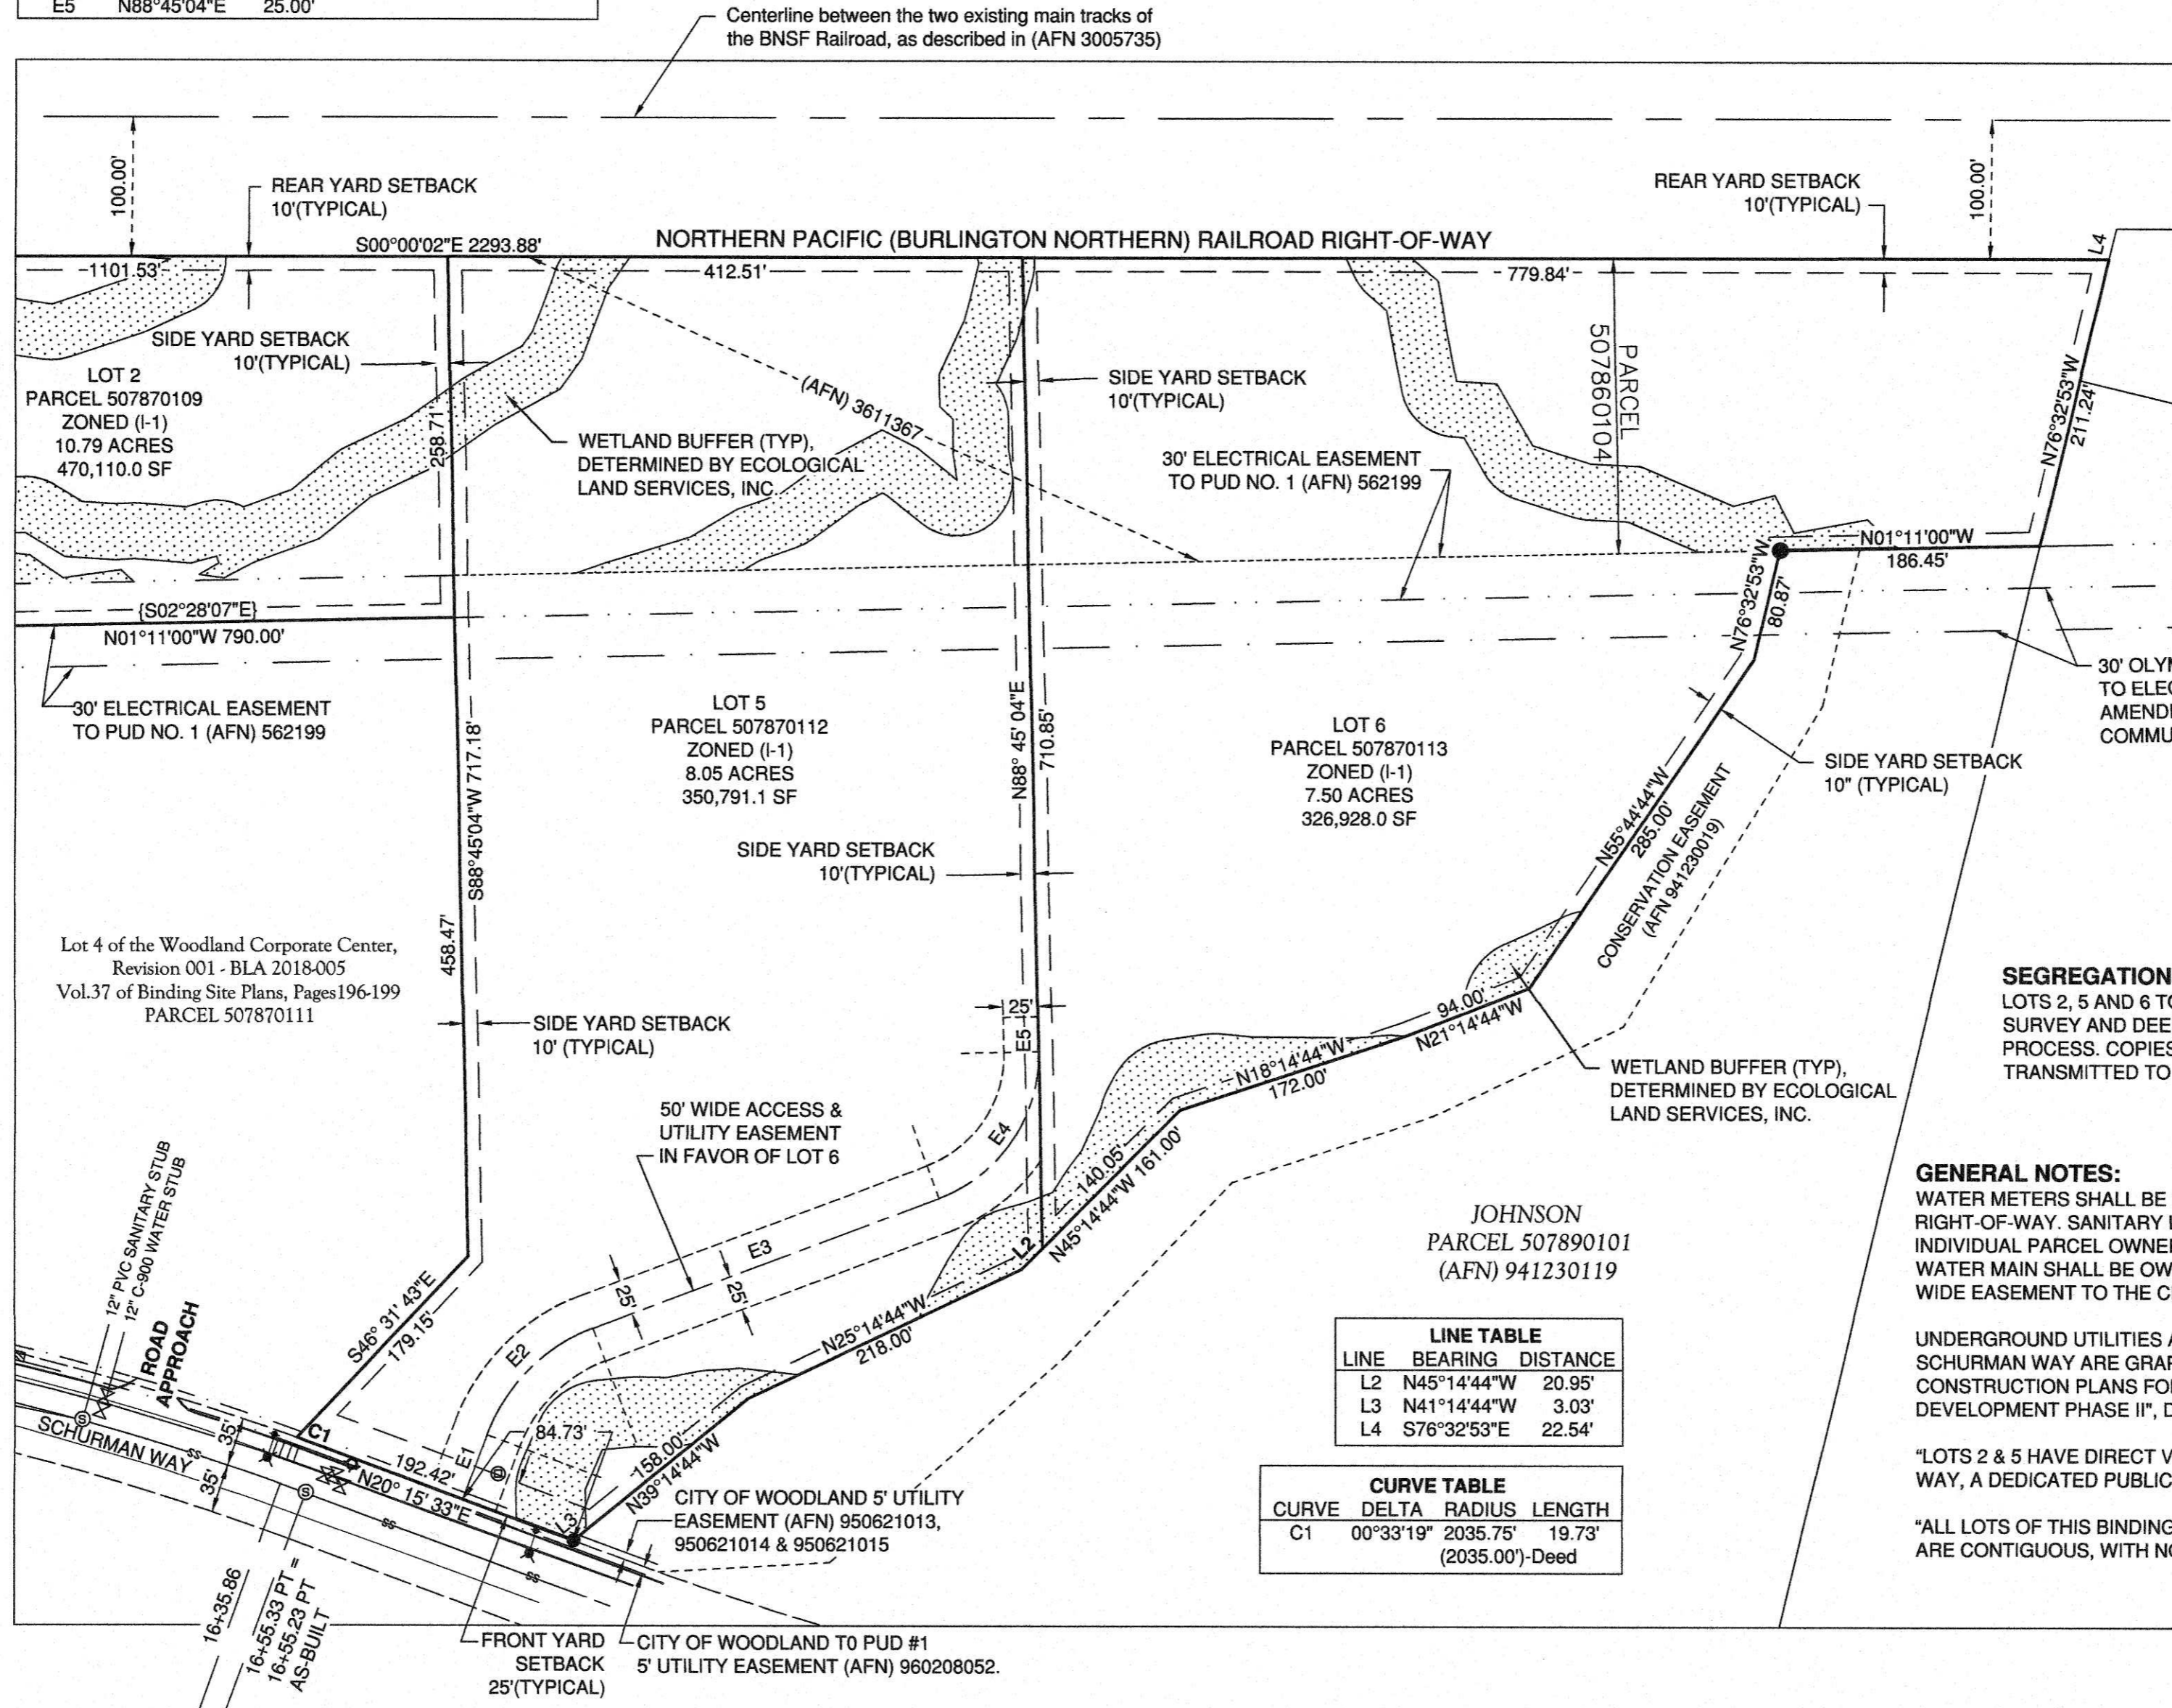 E5 N88°45'04"E 25.00'
Centerline between the two existing main tracks of
the BNSF Railroad, as described in (AFN 3005735)
100.00'
REAR YARD SETBACK
10'(TYPICAL)
REAR YARD SETBACK
10'(TYPICAL)
100.00'
S00°00'02"E 2293.88'
NORTHERN PACIFIC (BURLINGTON NORTHERN) RAILROAD RIGHT-OF-WAY
L4
1101.53'
412.51'
779.84'
SIDE YARD SETBACK
10'(TYPICAL)
LOT 2
PARCEL 507870109
ZONED (I-1)
10.79 ACRES
470,110.0 SF
258.71'
WETLAND BUFFER (TYP),
DETERMINED BY ECOLOGICAL
LAND SERVICES, INC.
(AFN) 3611367
SIDE YARD SETBACK
10'(TYPICAL)
30' ELECTRICAL EASEMENT
TO PUD NO. 1 (AFN) 562199
PARCEL
507860104
N76°32'53"W
211.24'
N01°11'00"W
186.45'
N76°32'53"W
80.87'
{S02°28'07"E}
N01°11'00"W 790.00'
30' ELECTRICAL EASEMENT
TO PUD NO. 1 (AFN) 562199
S88°45'04"W 717.18'
458.47'
LOT 5
PARCEL 507870112
ZONED (I-1)
8.05 ACRES
350,791.1 SF
N88° 45' 04"E
710.85'
LOT 6
PARCEL 507870113
ZONED (I-1)
7.50 ACRES
326,928.0 SF
30' OLYM
TO ELEC
AMENDI
COMMU
SIDE YARD SETBACK
10" (TYPICAL)
N55°44'44"W
285.00'
CONSERVATION EASEMENT
(AFN 941230019)
SIDE YARD SETBACK
10'(TYPICAL)
Lot 4 of the Woodland Corporate Center,
Revision 001 - BLA 2018-005
Vol.37 of Binding Site Plans, Pages196-199
PARCEL 507870111
SIDE YARD SETBACK
10' (TYPICAL)
25'
E5
94.00'
N21°14'44"W
N18°14'44"W
172.00'
WETLAND BUFFER (TYP),
DETERMINED BY ECOLOGICAL
LAND SERVICES, INC.
SEGREGATION
LOTS 2, 5 AND 6 TO
SURVEY AND DEE
PROCESS. COPIES
TRANSMITTED TO
50' WIDE ACCESS &
UTILITY EASEMENT
IN FAVOR OF LOT 6
E4
140.05'
N45°14'44"W 161.00'
L2
E3
25'
25'
E2
E1
12" PVC SANITARY STUB
12" C-900 WATER STUB
ROAD
APPROACH
S46° 31' 43"E
179.15'
N25°14'44"W
218.00'
GENERAL NOTES:
WATER METERS SHALL BE
RIGHT-OF-WAY. SANITARY L
INDIVIDUAL PARCEL OWNE
WATER MAIN SHALL BE OW
WIDE EASEMENT TO THE C
UNDERGROUND UTILITIES A
SCHURMAN WAY ARE GRAP
CONSTRUCTION PLANS FO
DEVELOPMENT PHASE II", D
"LOTS 2 & 5 HAVE DIRECT V
WAY, A DEDICATED PUBLIC
"ALL LOTS OF THIS BINDING
ARE CONTIGUOUS, WITH NO
JOHNSON
PARCEL 507890101
(AFN) 941230119
LINE TABLE
LINE BEARING DISTANCE
L2 N45°14'44"W 20.95'
L3 N41°14'44"W 3.03'
L4 S76°32'53"E 22.54'
CURVE TABLE
CURVE DELTA RADIUS LENGTH
C1 00°33'19" 2035.75' 19.73'
(2035.00')-Deed
S
SCHURMAN WAY
SS
35'
35'
C1
192.42'
N20° 15' 33"E
S
SS
SS
D
84.73'
158.00'
N39°14'44"W
L3
CITY OF WOODLAND 5' UTILITY
EASEMENT (AFN) 950621013,
950621014 & 950621015
16+35.86
16+55.33 PT =
16+55.23 PT
AS-BUILT
FRONT YARD
SETBACK
25'(TYPICAL)
CITY OF WOODLAND T0 PUD #1
5' UTILITY EASEMENT (AFN) 960208052.